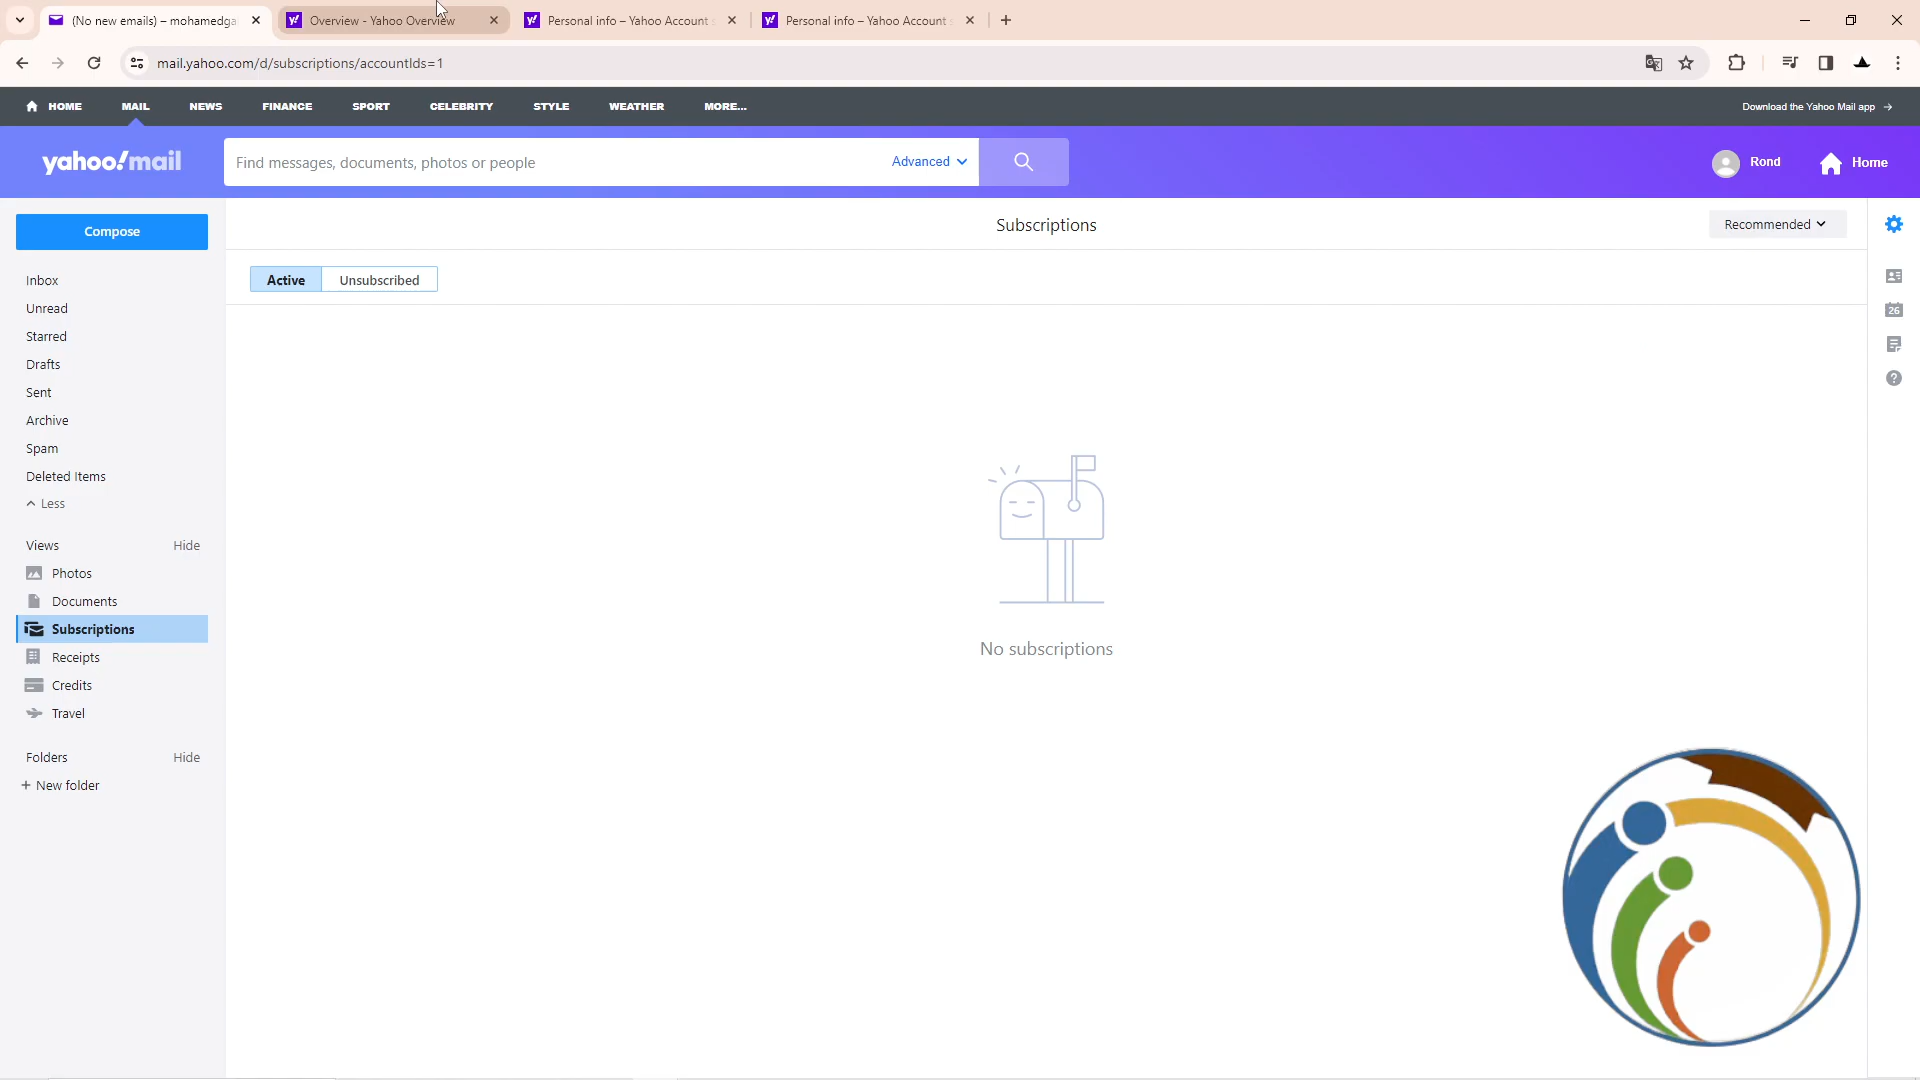 (No new emails) – mohamedga
Overview - Yahoo Overview
Personal info – Yahoo Account s
Personal info – Yahoo Account s
mail.yahoo.com/d/subscriptions/accountIds=1
HOME MAIL NEWS FINANCE SPORT CELEBRITY STYLE WEATHER MORE... Download the Yahoo Mail app →
yahoo!mail
Find messages, documents, photos or people
Advanced
Rond
Home
Compose
Subscriptions
Recommended
Active
Unsubscribed
Inbox
Unread
Starred
Drafts
Sent
Archive
Spam
Deleted Items
Less
Views Hide
Photos
Documents
Subscriptions
Receipts
Credits
Travel
Folders Hide
+ New folder
26
No subscriptions